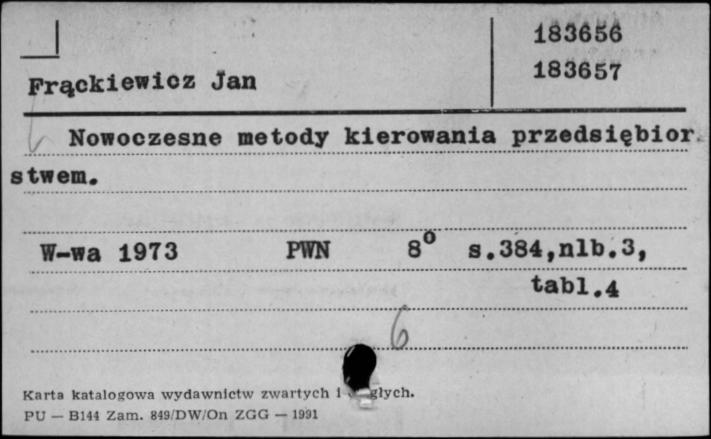 183656
Frąckiewicz Jan 183657
Nowoczesne metody kierowania przedsiębior
stwem.
W-wa 1973 PWN 8° s.384,nlb.3,
tabl.4
6
Karta katalogowa wydawnictw zwartych i głych.
PU — B144 Zam. 849/DW/On ZGG — 1991